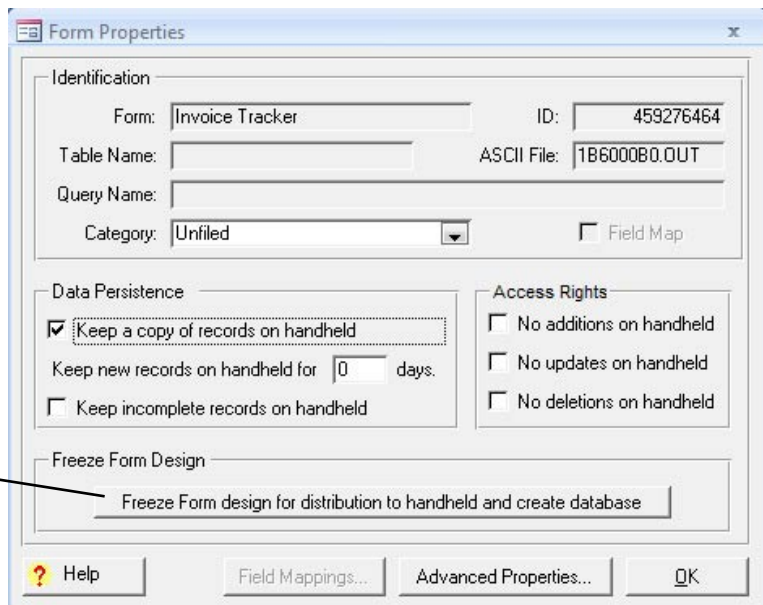 Form Properties x
Identification
Form: Invoice Tracker ID: 459276464
Table Name: ASCII File: 1B6000B0.OUT
Query Name:
Category: Unfiled Field Map
Data Persistence Access Rights
Keep a copy of records on handheld No additions on handheld
Keep new records on handheld for 0 days. No updates on handheld
Keep incomplete records on handheld No deletions on handheld
Freeze Form Design
Freeze Form design for distribution to handheld and create database
? Help Field Mappings... Advanced Properties... OK